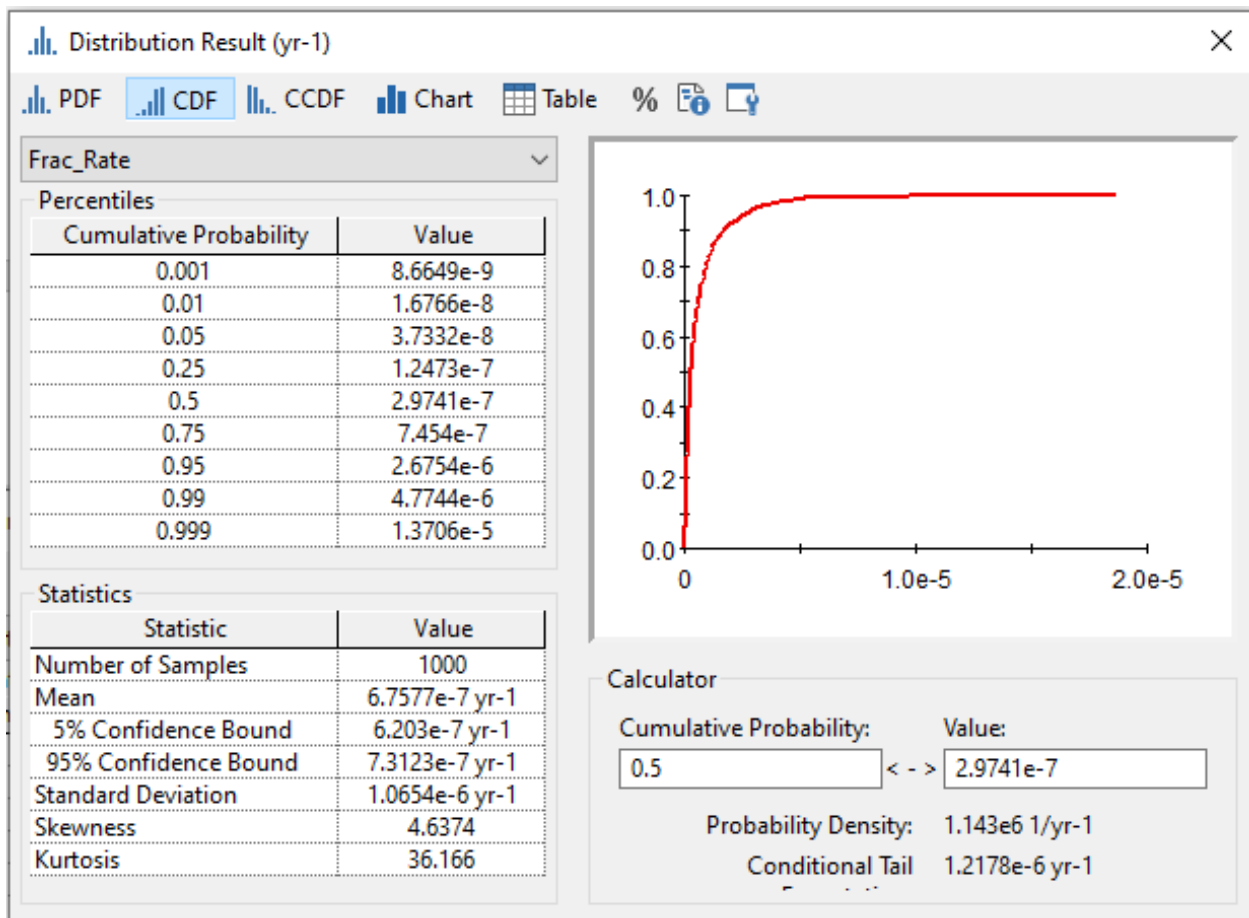 Distribution Result (yr-1)
PDF CDF CCDF Chart Table %
Frac_Rate
Percentiles
Cumulative Probability Value
0.001 8.6649e-9
0.01 1.6766e-8
0.05 3.7332e-8
0.25 1.2473e-7
0.5 2.9741e-7
0.75 7.454e-7
0.95 2.6754e-6
0.99 4.7744e-6
0.999 1.3706e-5
Statistics
Statistic Value
Number of Samples 1000
Mean 6.7577e-7 yr-1
5% Confidence Bound 6.203e-7 yr-1
95% Confidence Bound 7.3123e-7 yr-1
Standard Deviation 1.0654e-6 yr-1
Skewness 4.6374
Kurtosis 36.166
1.0
0.8
0.6
0.4
0.2
0.0
0 1.0e-5 2.0e-5
Calculator
Cumulative Probability: Value:
0.5 < - > 2.9741e-7
Probability Density: 1.143e6 1/yr-1
Conditional Tail 1.2178e-6 yr-1